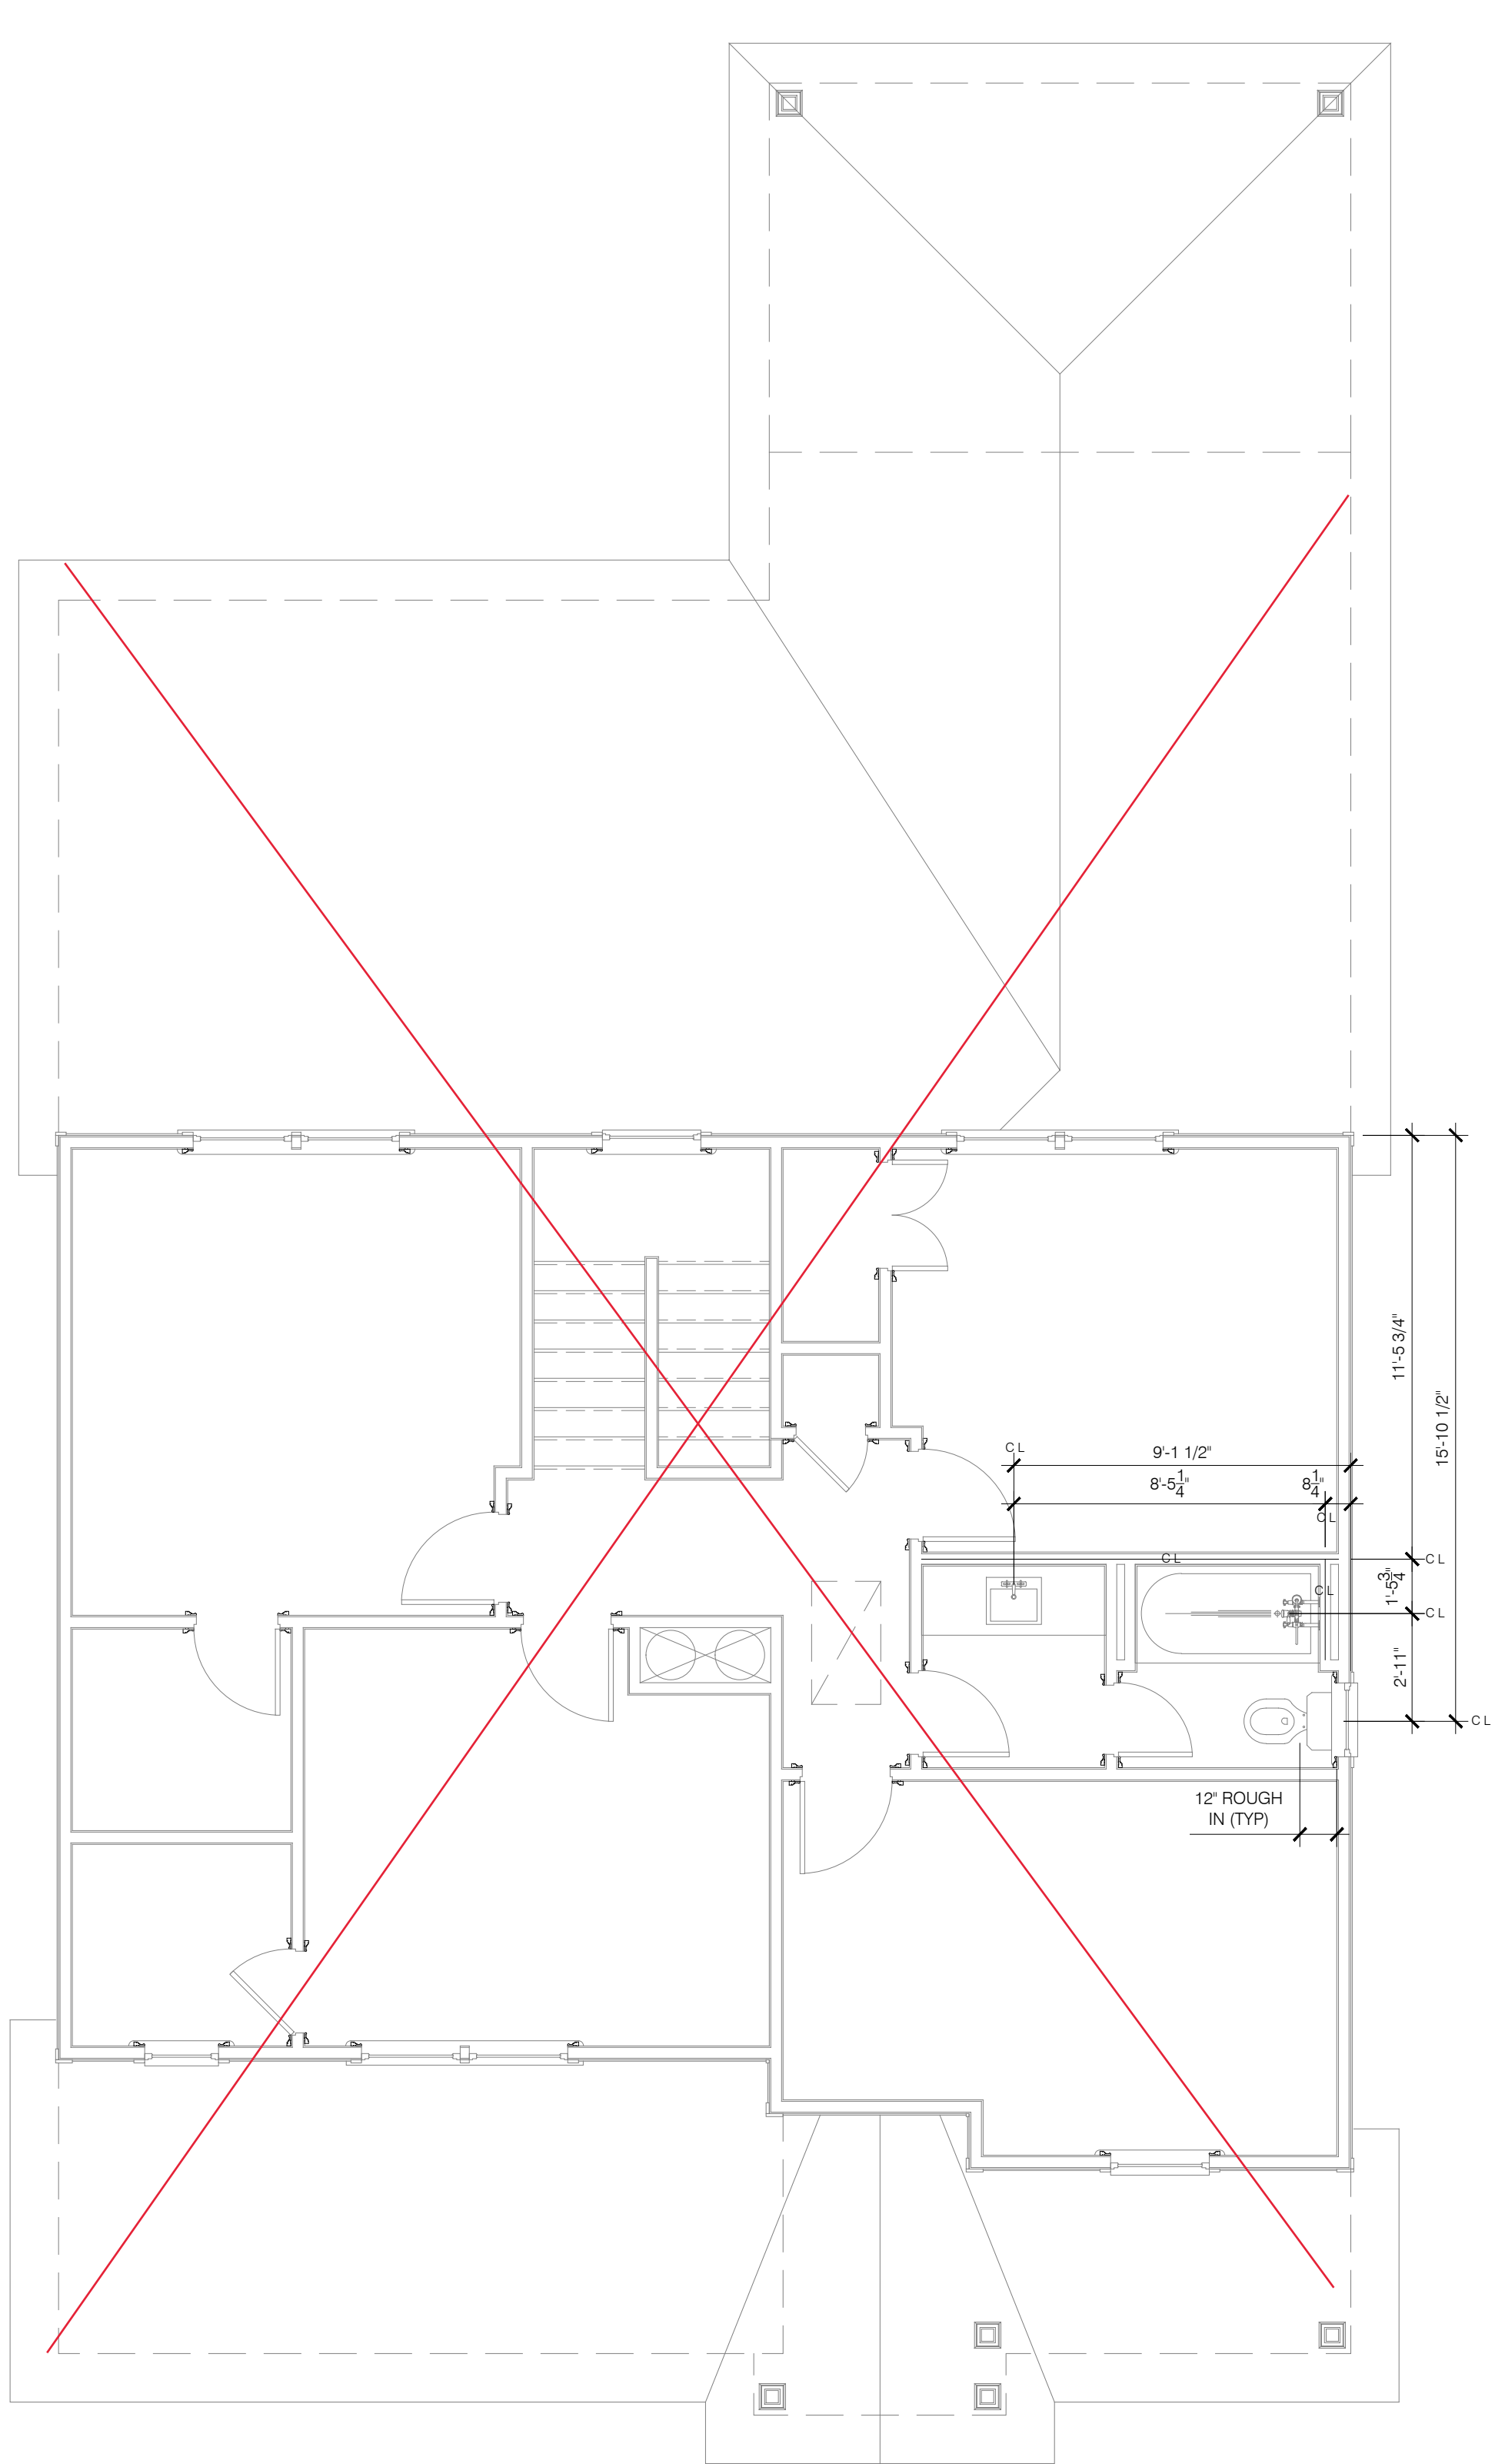 C L
9'-1 1/2"
8'-5 1/4"
8 1/4"
C L
11'-5 3/4"
15'-10 1/2"
C L
C L
C L
1'-5 3/4"
C L
2'-11"
C L
12" ROUGH
IN (TYP)